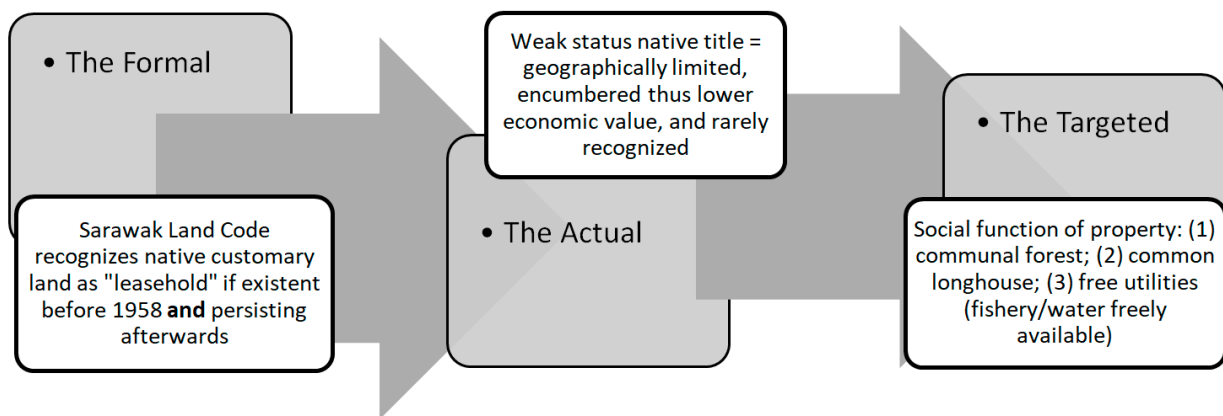 • The Formal
Sarawak Land Code
recognizes native customary
land as "leasehold" if existent
before 1958 and persisting
afterwards
Weak status native title =
geographically limited,
encumbered thus lower
economic value, and rarely
recognized
• The Actual
• The Targeted
Social function of property: (1)
communal forest; (2) common
longhouse; (3) free utilities
(fishery/water freely
available)